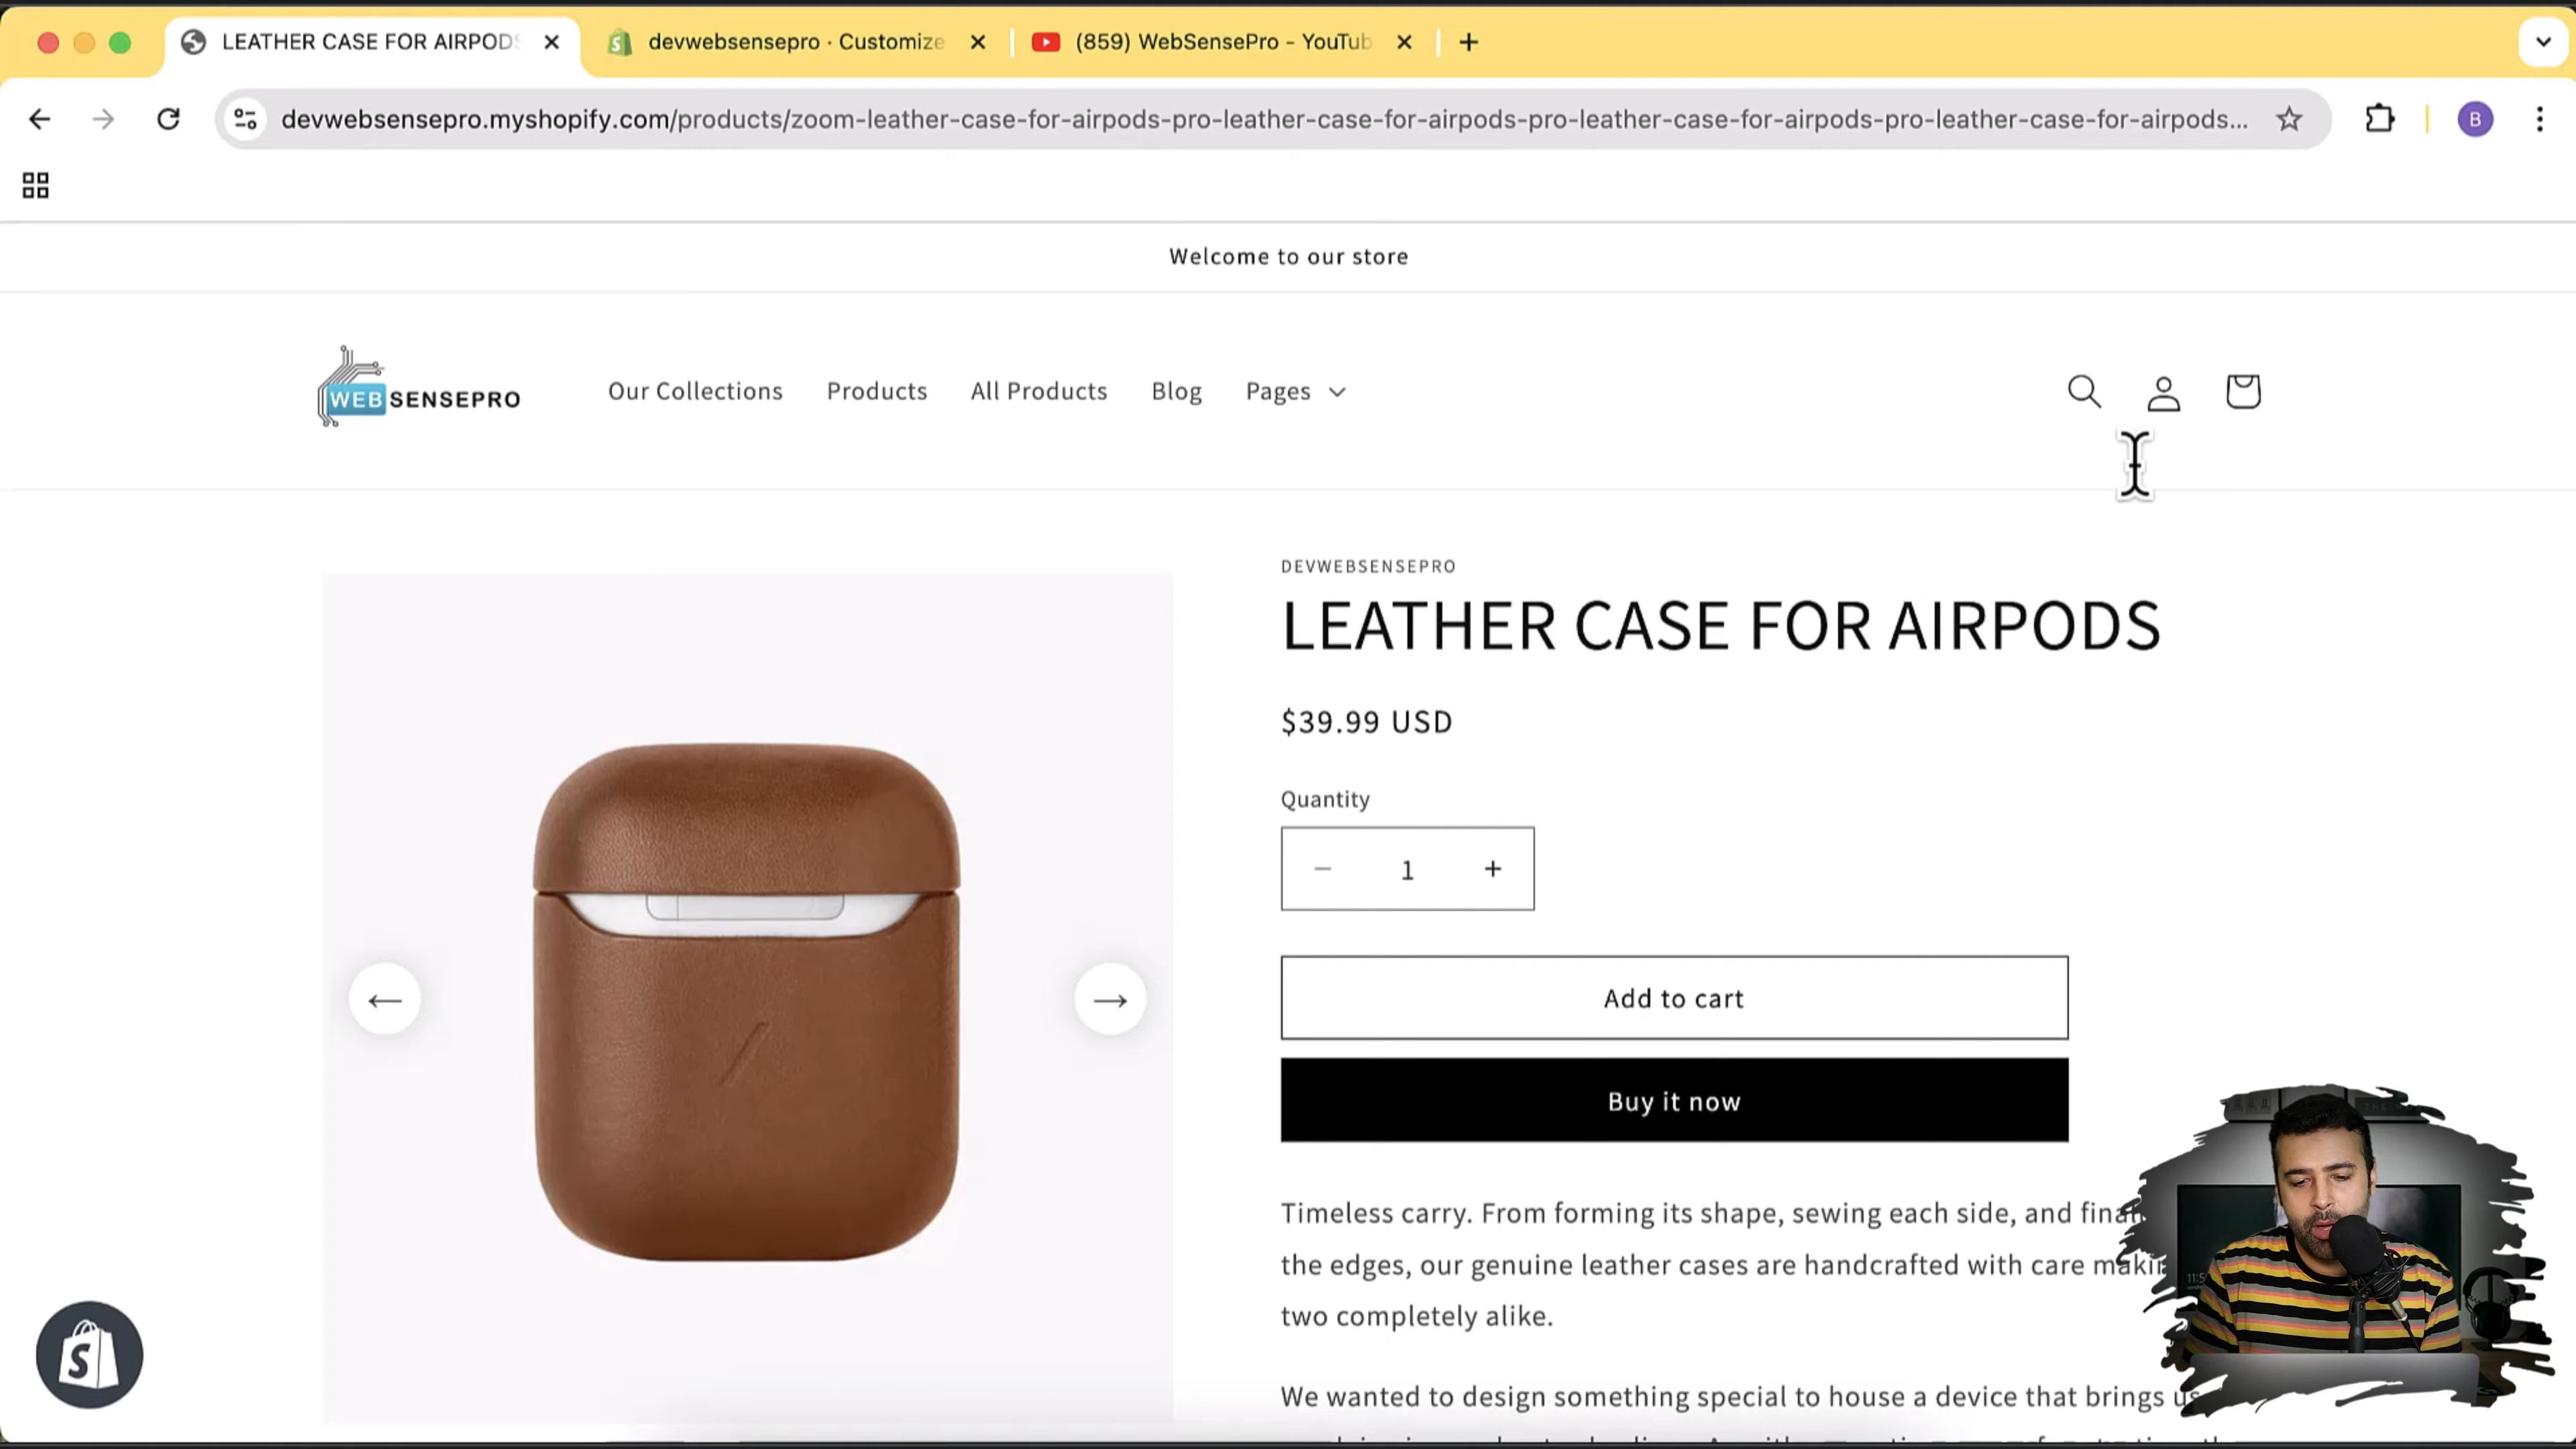 LEATHER CASE FOR AIRPODS
devwebsensepro · Customize
(859) WebSensePro - YouTub
devwebsensepro.myshopify.com/products/zoom-leather-case-for-airpods-pro-leather-case-for-airpods-pro-leather-case-for-airpods-pro-leather-case-for-airpods...
B
Welcome to our store
WEBSENSEPRO
Our Collections Products All Products Blog Pages
DEVWEBSENSEPRO
LEATHER CASE FOR AIRPODS
$39.99 USD
Quantity
1
Add to cart
Buy it now
Timeless carry. From forming its shape, sewing each side, and
the edges, our genuine leather cases are handcrafted with care
two completely alike.
We wanted to design something special to house a device that brings